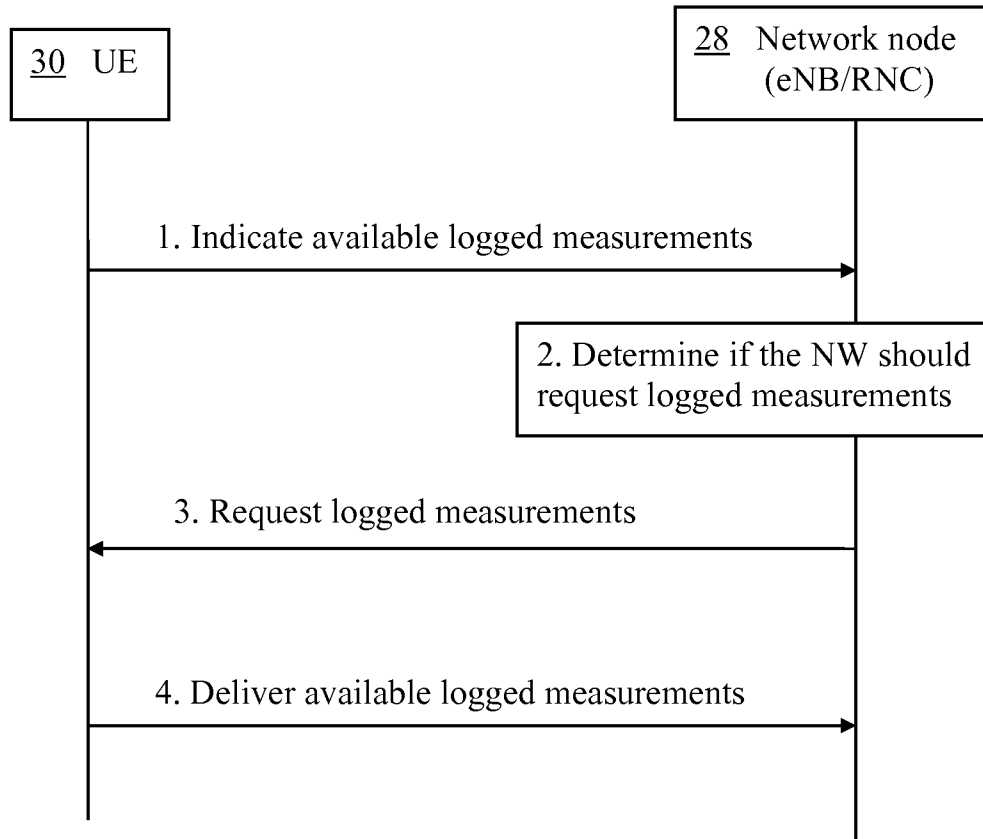 30 UE
28 Network node
(eNB/RNC)
1. Indicate available logged measurements
2. Determine if the NW should
request logged measurements
3. Request logged measurements
4. Deliver available logged measurements